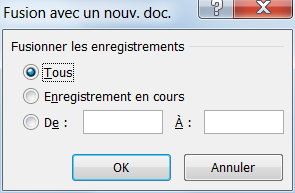 Fusion avec un nouv. doc.
Fusionner les enregistrements
Tous
Enregistrement en cours
De : À :
OK Annuler